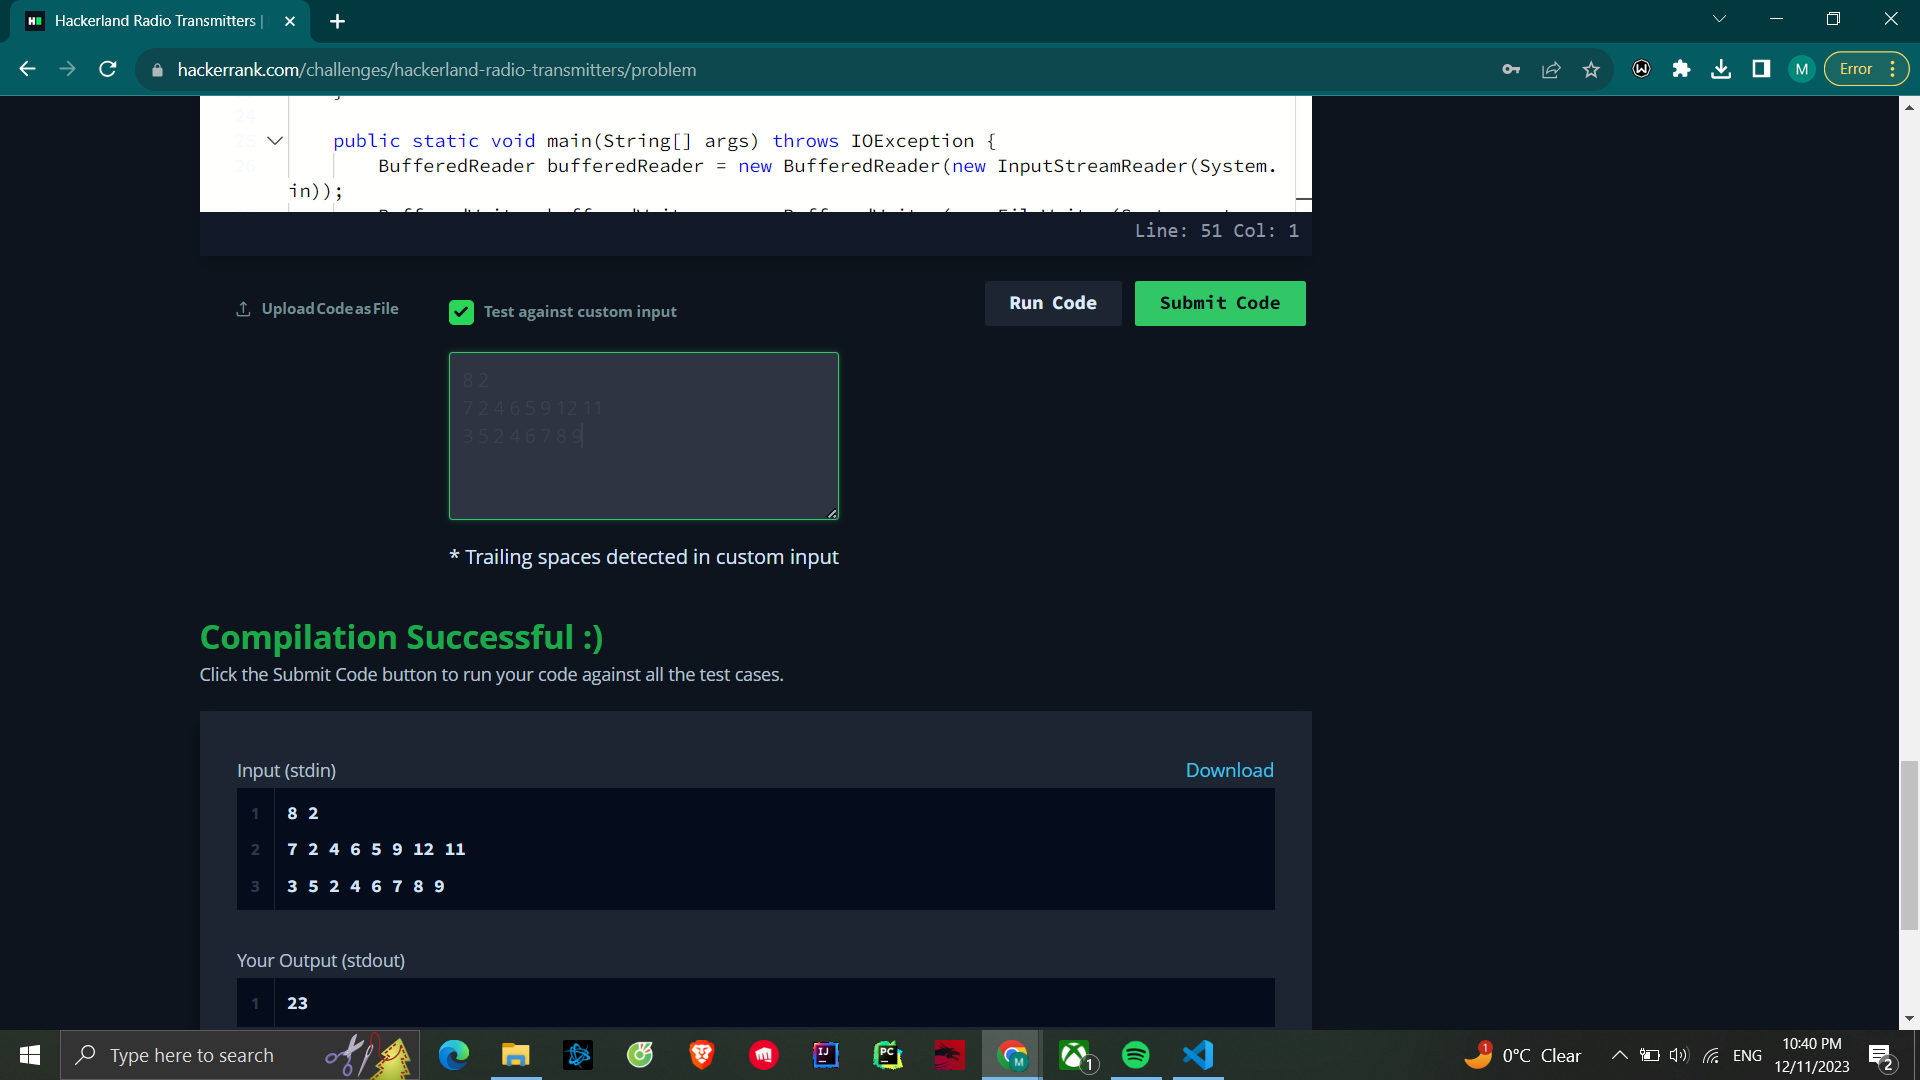 Hackerland Radio Transmitters |
hackerrank.com/challenges/hackerland-radio-transmitters/problem
M
Error
24
25 public static void main(String[] args) throws IOException {
26 BufferedReader bufferedReader = new BufferedReader(new InputStreamReader(System.
in));
Line: 51 Col: 1
Upload Code as File
Test against custom input
Run Code
Submit Code
8 2
7 2 4 6 5 9 12 11
3 5 2 4 6 7 8 9
* Trailing spaces detected in custom input
Compilation Successful :)
Click the Submit Code button to run your code against all the test cases.
Input (stdin)
Download
1 8 2
2 7 2 4 6 5 9 12 11
3 3 5 2 4 6 7 8 9
Your Output (stdout)
1 23
Type here to search
1
0°C Clear
ENG
10:40 PM
12/11/2023
2